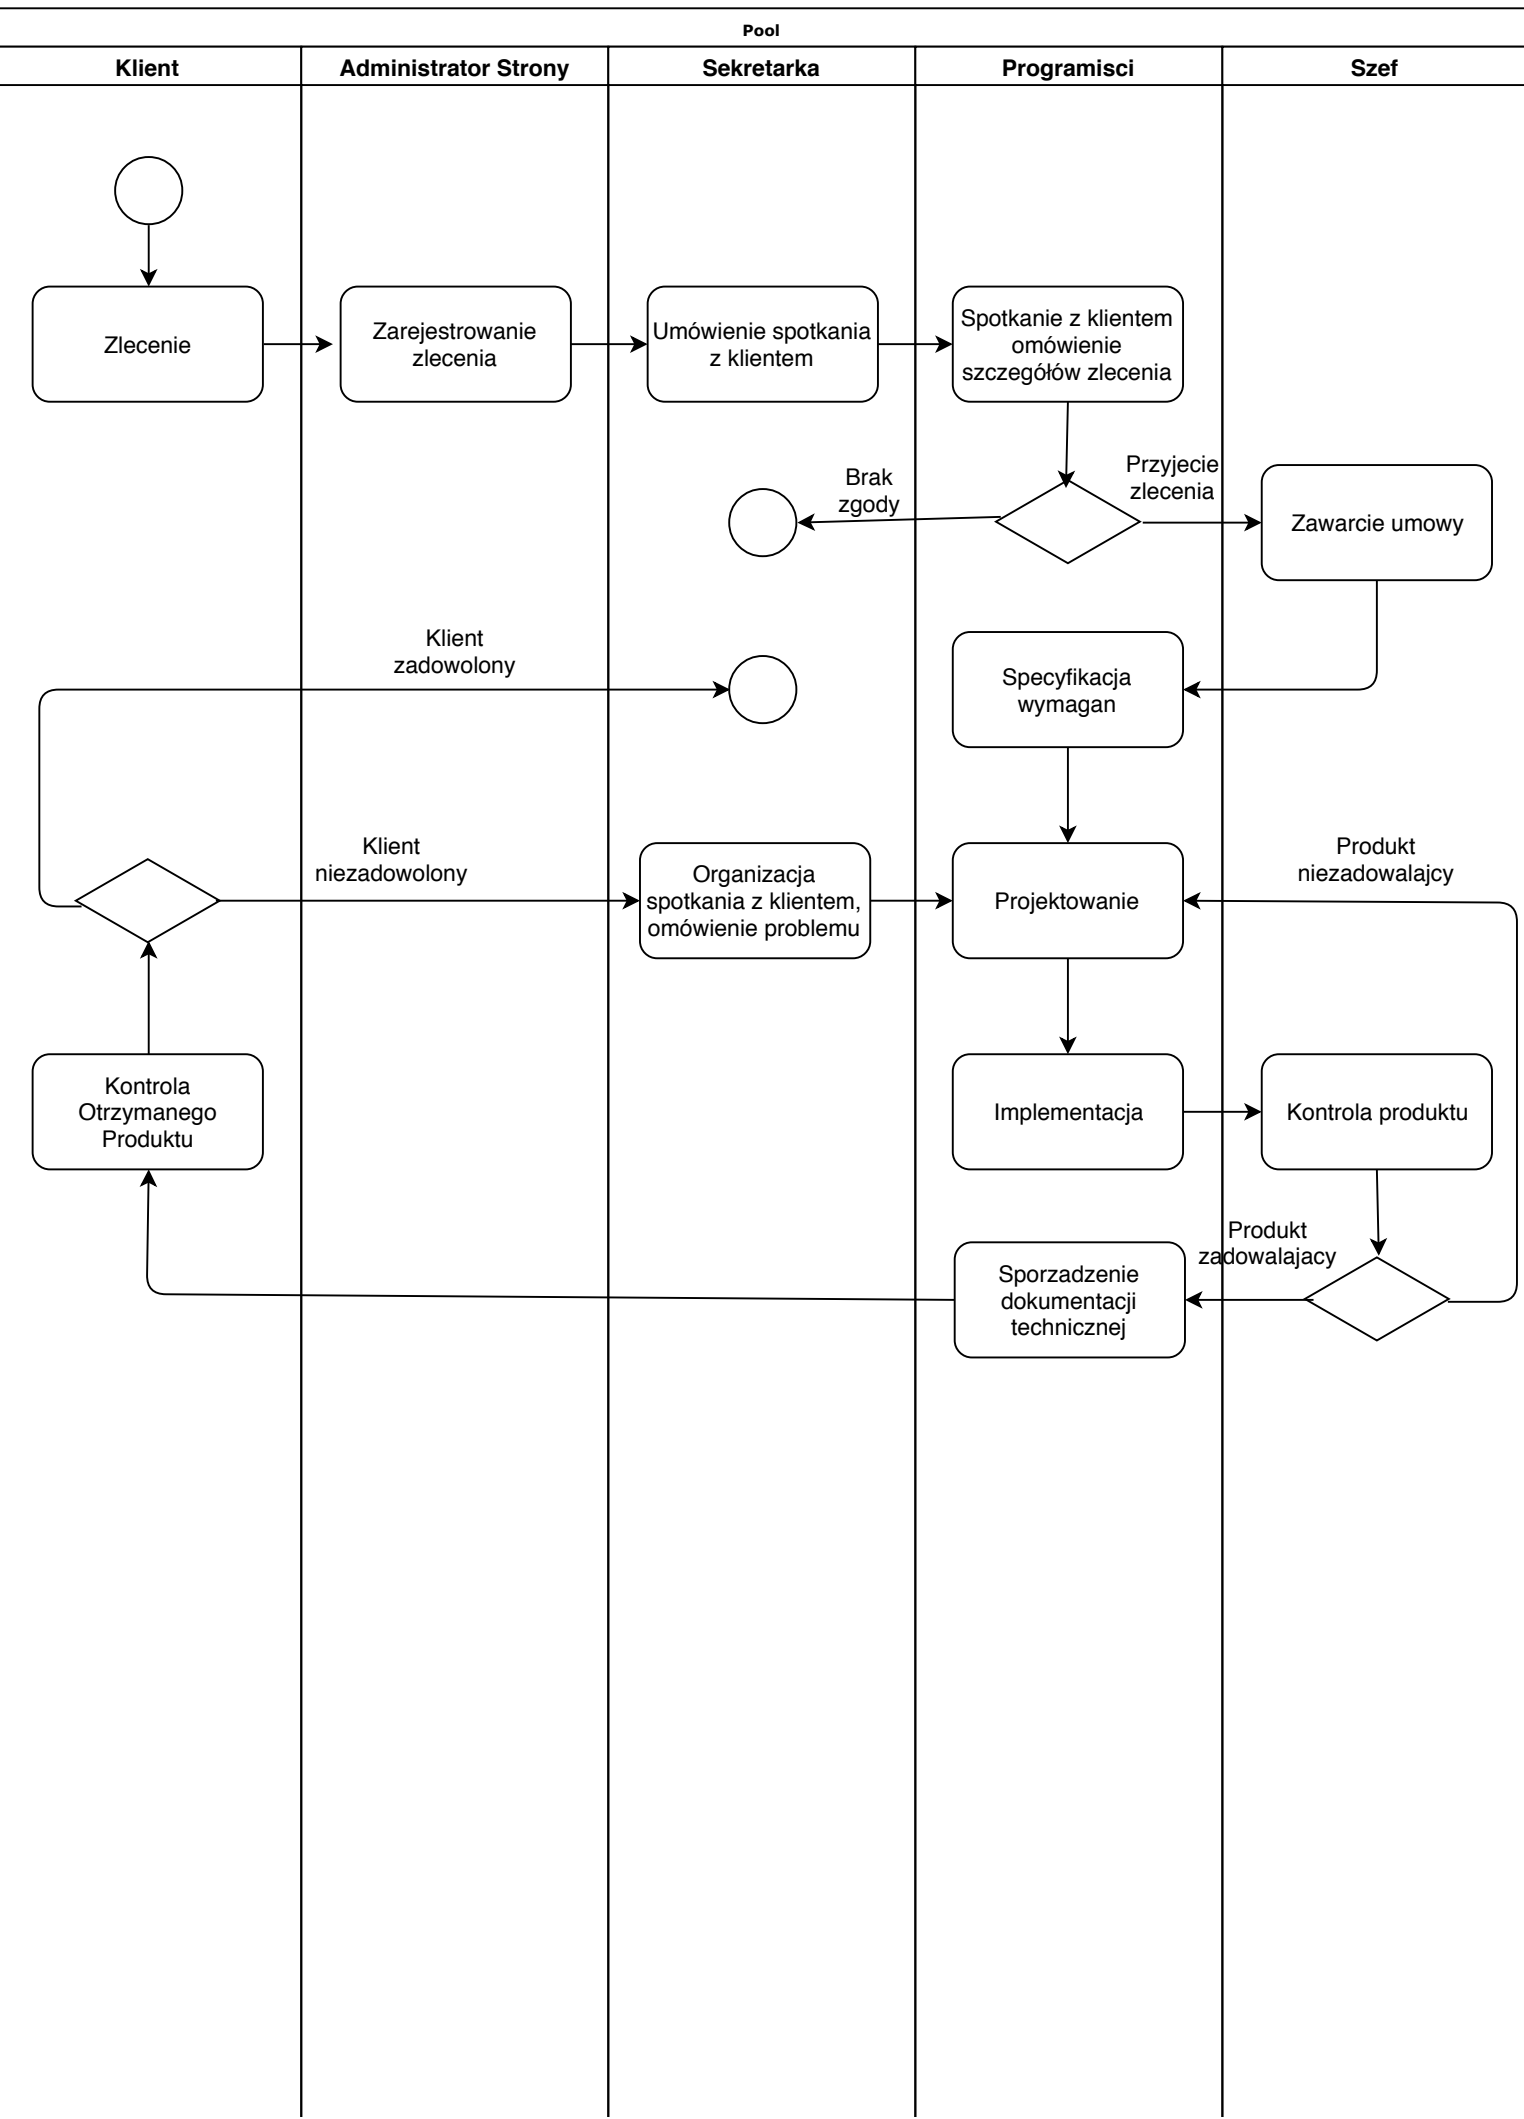 Pool
Klient
Administrator Strony
Sekretarka
Programisci
Szef
Zlecenie
Zarejestrowanie
zlecenia
Umówienie spotkania
z klientem
Spotkanie z klientem
omówienie
szczegółów zlecenia
Brak
zgody
Przyjecie
zlecenia
Zawarcie umowy
Klient
zadowolony
Specyfikacja
wymagan
Klient
niezadowolony
Organizacja
spotkania z klientem,
omówienie problemu
Projektowanie
Produkt
niezadowalajcy
Kontrola
Otrzymanego
Produktu
Implementacja
Kontrola produktu
Produkt
zadowalajacy
Sporzadzenie
dokumentacji
technicznej